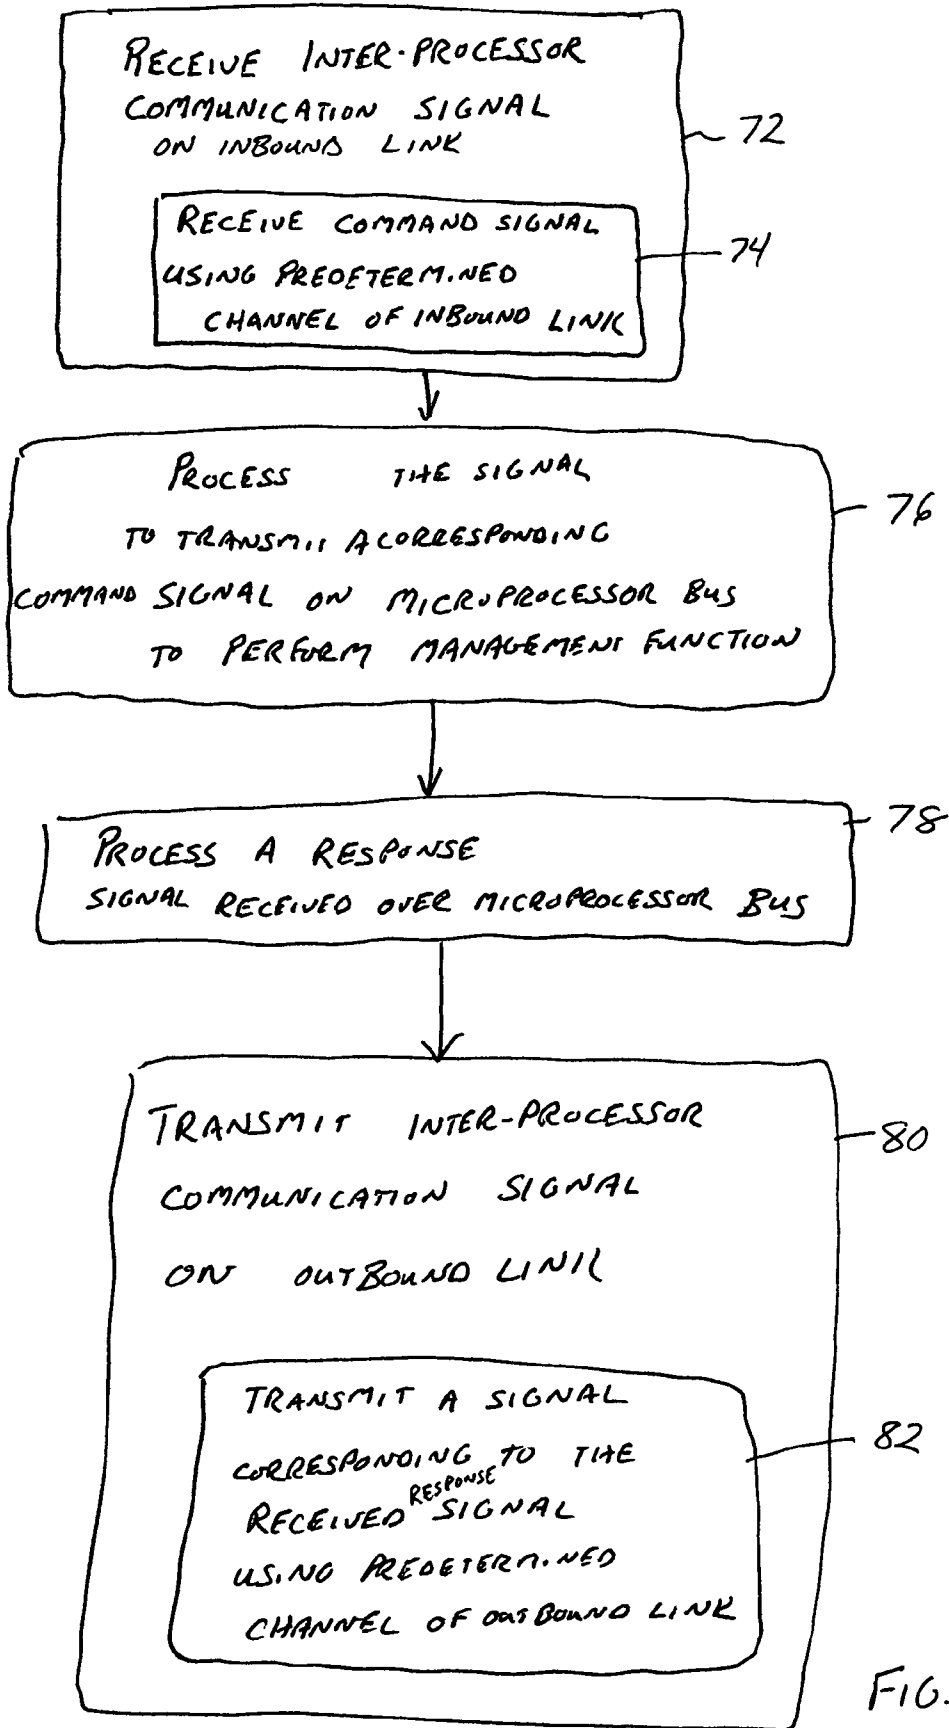 RECEIVE INTER-PROCESSOR
COMMUNICATION SIGNAL
ON INBOUND LINK
72
RECEIVE COMMAND SIGNAL
USING PREDETERMINED
CHANNEL OF INBOUND LINK
74
PROCESS THE SIGNAL
TO TRANSMIT A CORRESPONDING
COMMAND SIGNAL ON MICROPROCESSOR BUS
TO PERFORM MANAGEMENT FUNCTION
76
PROCESS A RESPONSE
SIGNAL RECEIVED OVER MICROPROCESSOR BUS
78
TRANSMIT INTER-PROCESSOR
COMMUNICATION SIGNAL
ON OUTBOUND LINK
80
TRANSMIT A SIGNAL
CORRESPONDING TO THE
RECEIVED RESPONSE SIGNAL
USING PREDETERMINED
CHANNEL OF OUTBOUND LINK
82
FIG.